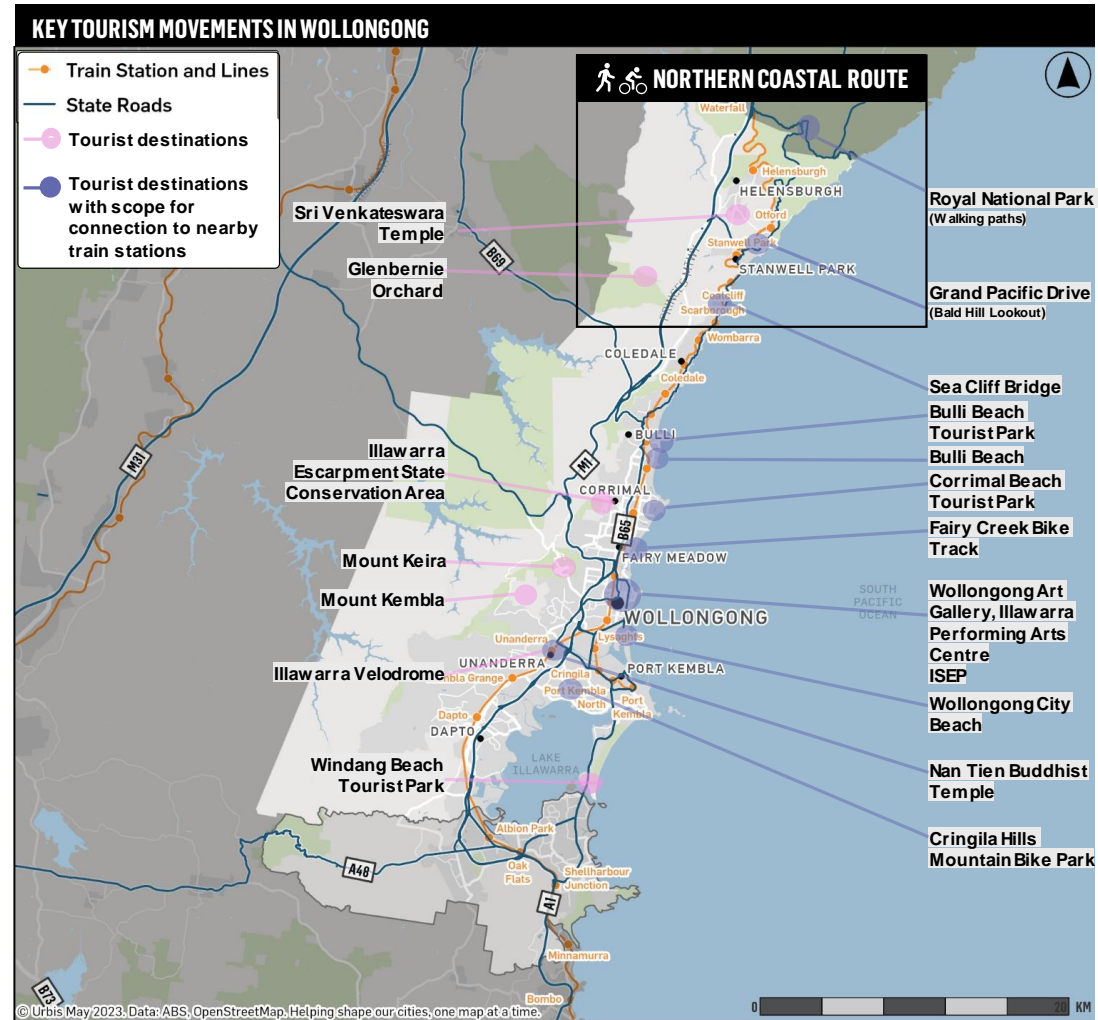 KEY TOURISM MOVEMENTS IN WOLLONGONG
Train Station and Lines
State Roads
Tourist destinations
Tourist destinations
with scope for
connection to nearby
train stations
NORTHERN COASTAL ROUTE
Waterfall
Helensburgh
HELENSBURGH
Otford
Stanwell Park
STANWELL PARK
Coalcliff
Scarborough
Wombarra
COLEDALE
Coledale
BULLI
CORRIMAL
FAIRY MEADOW
WOLLONGONG
Lysaghts
Unanderra
UNANDERRA
Cringila
PORT KEMBLA
Port Kembla
North
Port
Kembla
mbla Grange
Dapto
DAPTO
LAKE
ILLAWARRA
Albion Park
Oak
Flats
Shellharbour
Junction
Minnamurra
Bombo
SOUTH
PACIFIC
OCEAN
B69
M31
M1
B65
A48
A1
B73
Sri Venkateswara
Temple
Glenbernie
Orchard
Illawarra
Escarpment State
Conservation Area
Mount Keira
Mount Kembla
Illawarra Velodrome
Windang Beach
Tourist Park
Royal National Park
(Walking paths)
Grand Pacific Drive
(Bald Hill Lookout)
Sea Cliff Bridge
Bulli Beach
Tourist Park
Bulli Beach
Corrimal Beach
Tourist Park
Fairy Creek Bike
Track
Wollongong Art
Gallery, Illawarra
Performing Arts
Centre
ISEP
Wollongong City
Beach
Nan Tien Buddhist
Temple
Cringila Hills
Mountain Bike Park
0 20 KM
© Urbis May 2023. Data: ABS, OpenStreetMap. Helping shape our cities, one map at a time.